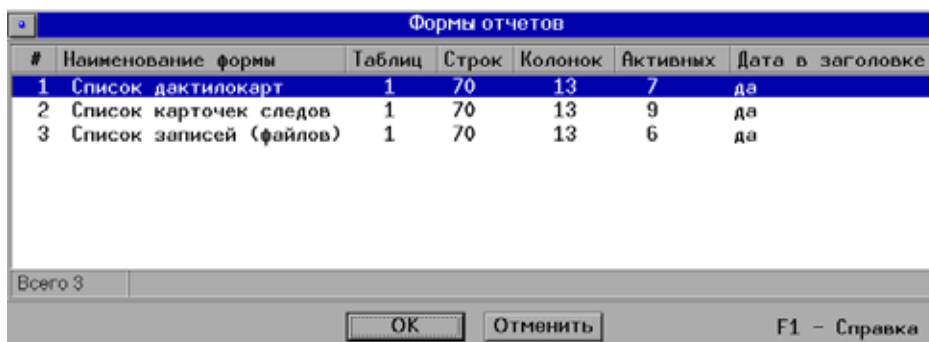 Формы отчетов
# Наименование формы Таблиц Строк Колонок Активных Дата в заголовке
1 Список дактилокарт 1 70 13 7 да
2 Список карточек следов 1 70 13 9 да
3 Список записей (файлов) 1 70 13 6 да
Всего 3
OK Отменить F1 - Справка